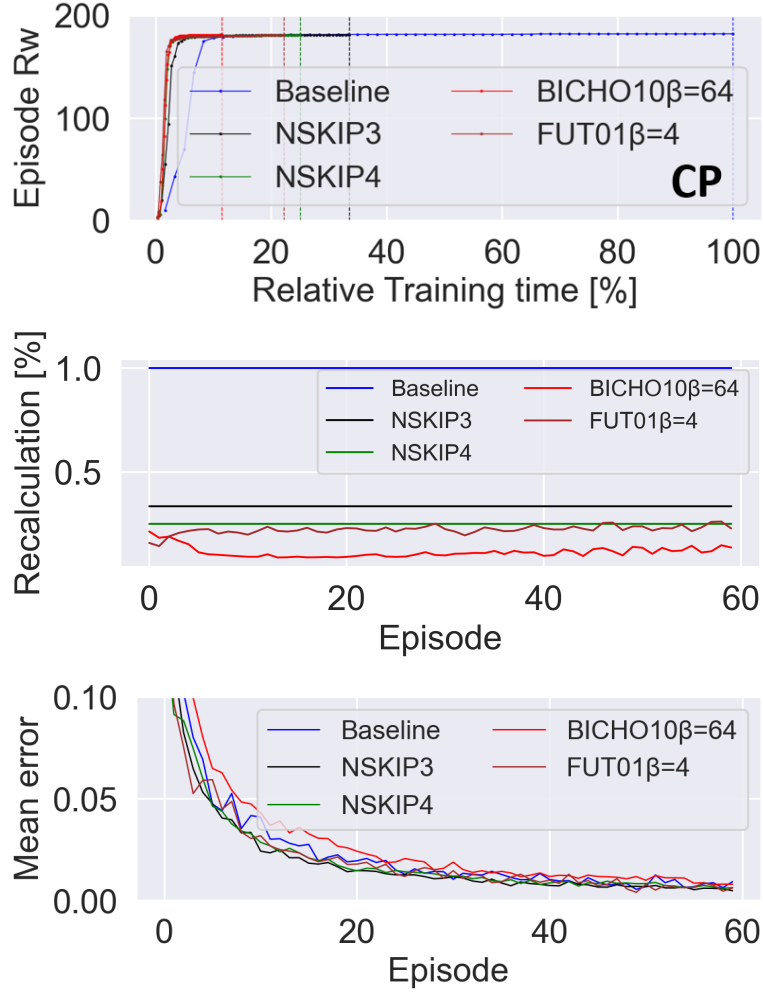 200
100
0
Episode Rw
Baseline
NSKIP3
NSKIP4
BICHO10β=64
FUT01β=4
CP
0 20 40 60 80 100
Relative Training time [%]
1.0
0.5
Recalculation [%]
Baseline
NSKIP3
NSKIP4
BICHO10β=64
FUT01β=4
0 20 40 60
Episode
0.10
0.05
0.00
Mean error
Baseline
NSKIP3
NSKIP4
BICHO10β=64
FUT01β=4
0 20 40 60
Episode